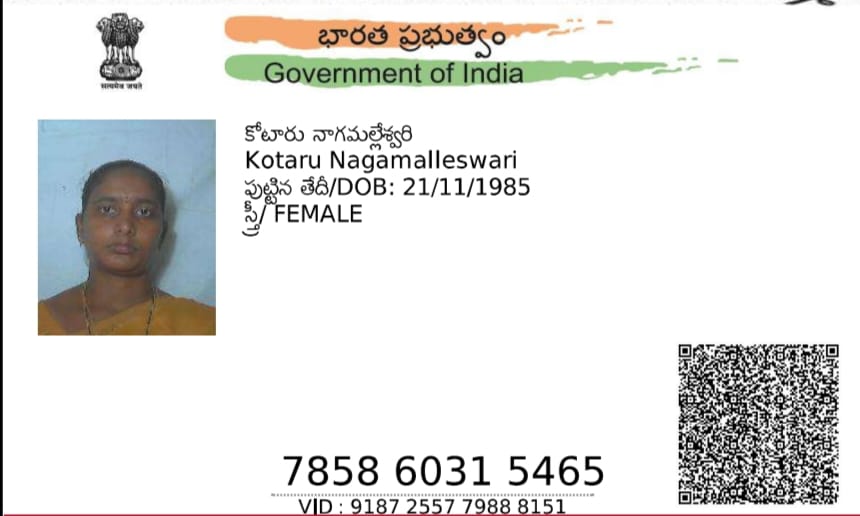 భారత ప్రభుత్వం
Government of India
सत्यमेव जयते
కోటారు నాగమల్లేశ్వరి
Kotaru Nagamalleswari
పుట్టిన తేదీ/DOB: 21/11/1985
స్త్రీ/ FEMALE
7858 6031 5465
VID : 9187 2557 7988 8151